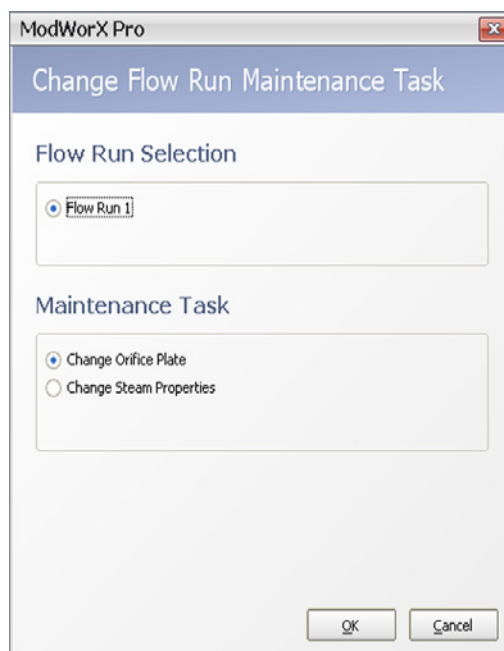 ModWorX Pro
Change Flow Run Maintenance Task
Flow Run Selection
Flow Run 1
Maintenance Task
Change Orifice Plate
Change Steam Properties
OK
Cancel